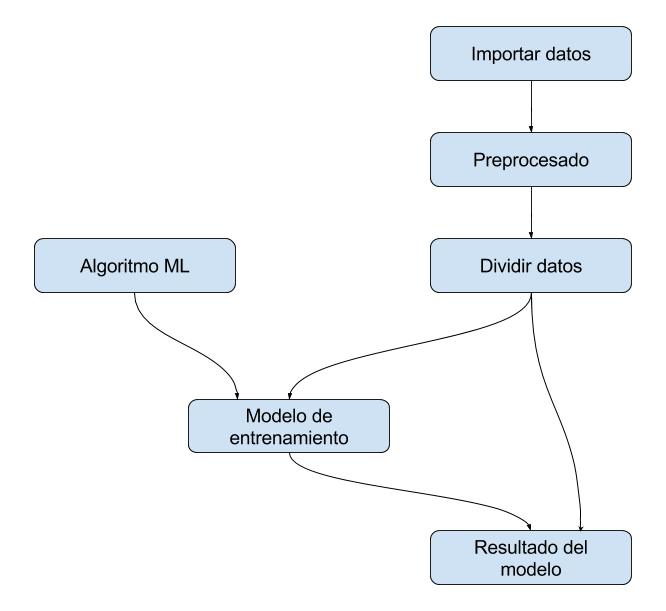 Importar datos
Preprocesado
Algoritmo ML
Dividir datos
Modelo de
entrenamiento
Resultado del
modelo